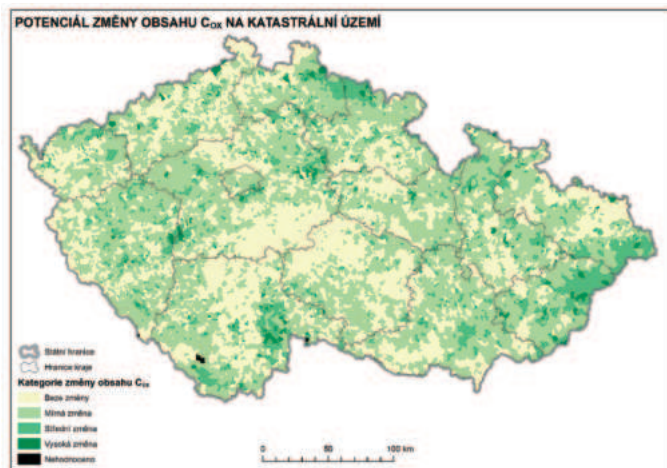 POTENCIÁL ZMĚNY OBSAHU Cox NA KATASTRÁLNÍ ÚZEMÍ
Státní hranice
Hranice kraje
Kategorie změny obsahu Cox
Beze změny
Mírná změna
Střední změna
Vysoká změna
Nehodnoceno
0 50 100 km